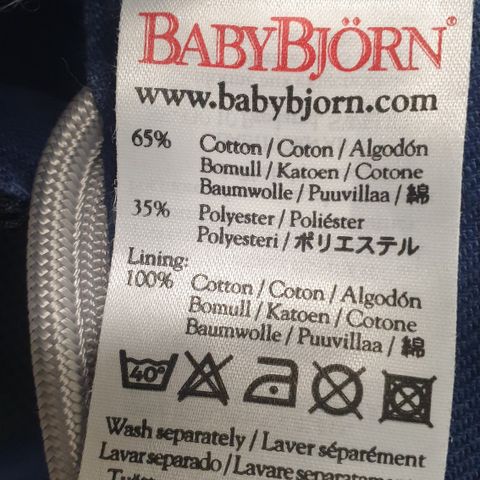 BABYBJÖRN®
www.babybjorn.com
65% Cotton / Coton / Algodón
Bomull / Katoen / Cotone
Baumwolle / Puuvillaa / 綿
35% Polyester / Poliéster
Polyesteri / ポリエステル
Lining:
100% Cotton / Coton / Algodón
Bomull / Katoen / Cotone
Baumwolle / Puuvillaa / 綿
40°
Wash separately / Laver séparément
Lavar separado / Lavare separatamen